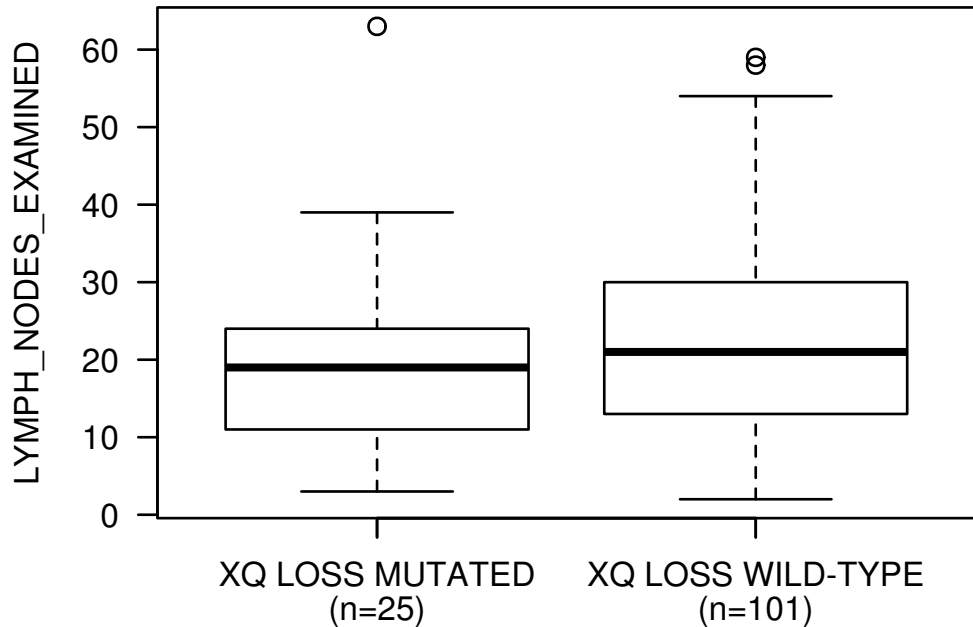 LYMPH_NODES_EXAMINED
60
50
40
30
20
10
0
XQ LOSS MUTATED
(n=25)
XQ LOSS WILD-TYPE
(n=101)